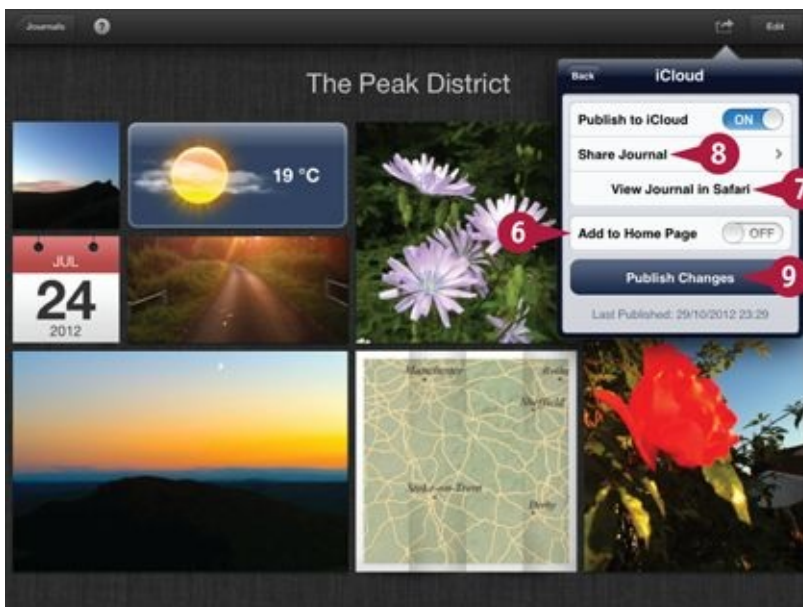 Journals ? Edit
The Peak District
Back iCloud
Publish to iCloud ON
Share Journal 8
View Journal in Safari 7
6 Add to Home Page OFF
Publish Changes 9
Last Published: 29/10/2012 23:29
19 °C
JUL
24
2012
Manchester
Sheffield
Stoke-on-Trent
Derby